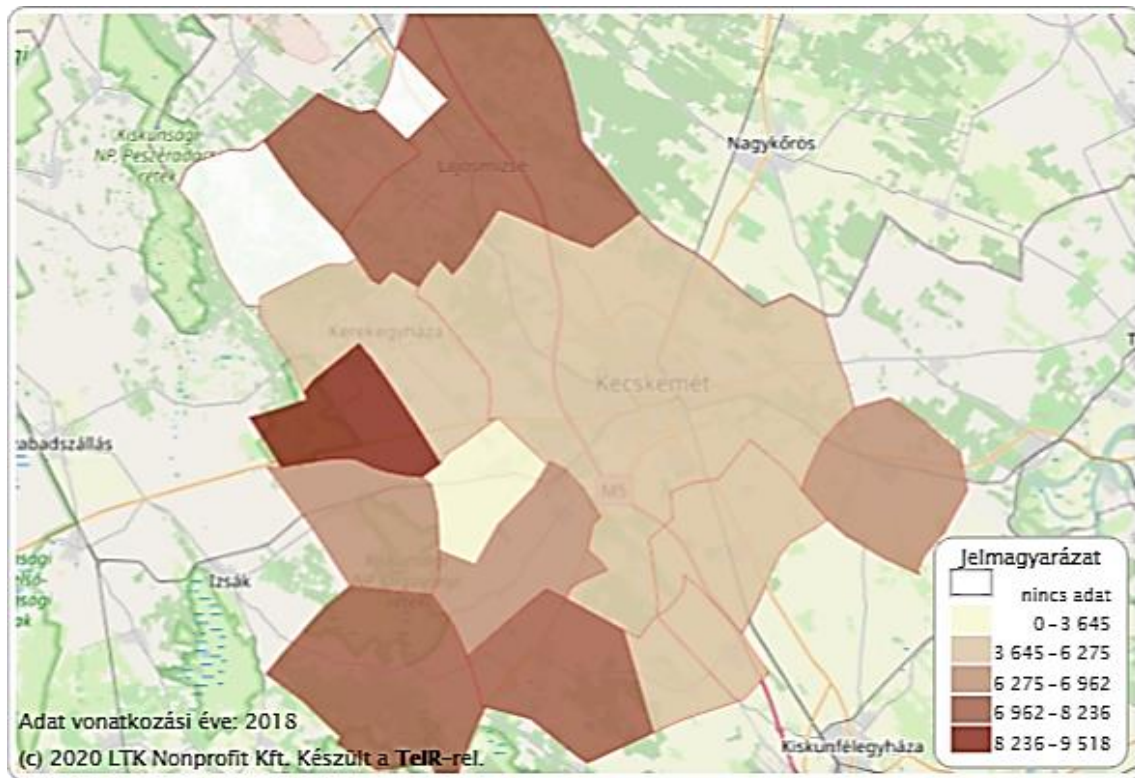 Kiskunsági
NP, Peszéradacsi
rétek
Lajosmizse
Nagykőrös
Kerekegyháza
Kecskemét
M5
Izsák
Kiskunfélegyháza
Jelmagyarázat
nincs adat
0-3 645
3 645-6 275
6 275-6 962
6 962-8 236
8 236-9 518
Adat vonatkozási éve: 2018
(c) 2020 LTK Nonprofit Kft. Készült a TeIR-rel.